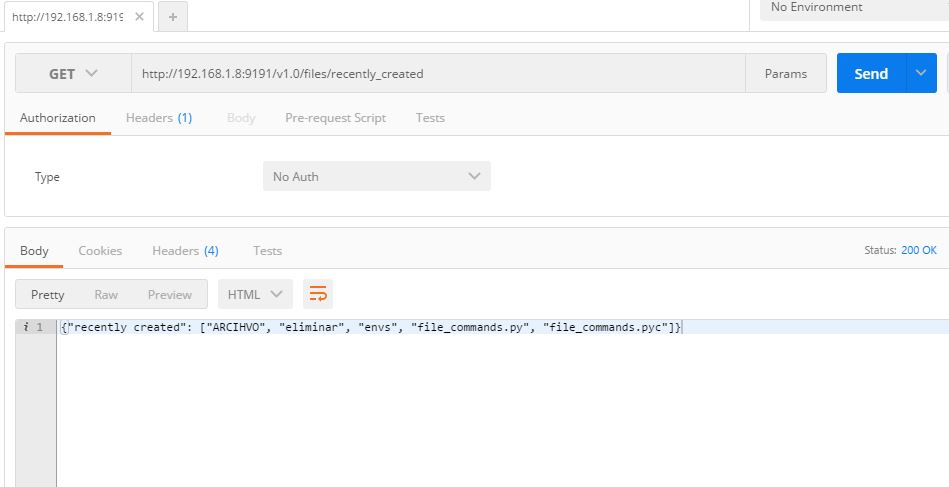 http://192.168.1.8:919
No Environment
GET http://192.168.1.8:9191/v1.0/files/recently_created Params Send
Authorization Headers (1) Body Pre-request Script Tests
Type No Auth
Body Cookies Headers (4) Tests Status: 200 OK
Pretty Raw Preview HTML
i 1 {"recently created": ["ARCIHVO", "eliminar", "envs", "file_commands.py", "file_commands.pyc"]}